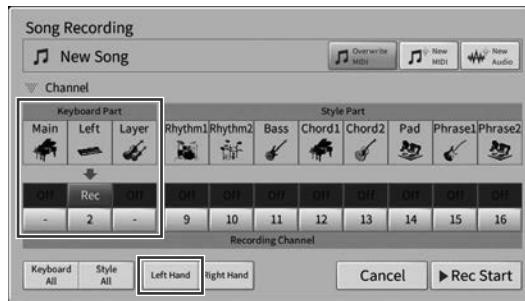 Song Recording
New Song
Overwrite MIDI
New MIDI
New Audio
Channel
Keyboard Part Style Part
Main Left Layer Rhythm1 Rhythm2 Bass Chord1 Chord2 Pad Phrase1 Phrase2
Off Rec Off Off Off Off Off Off Off Off Off
- 2 - 9 10 11 12 13 14 15 16
Recording Channel
Keyboard All
Style All
Left Hand
Right Hand
Cancel
Rec Start